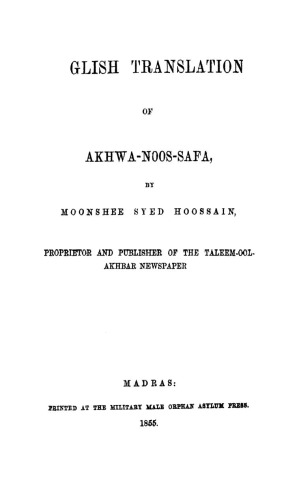 GLISH TRANSLATION
OF
AKHWA-NOOS-SAFA,
BY
MOONSHEE SYED HOOSSAIN,
PROPRIETOR AND PUBLISHER OF THE TALEEM-OOL-
AKHBAR NEWSPAPER
MADRAS:
PRINTED AT THE MILITARY MALE ORPHAN ASYLUM PRESS.
1855.